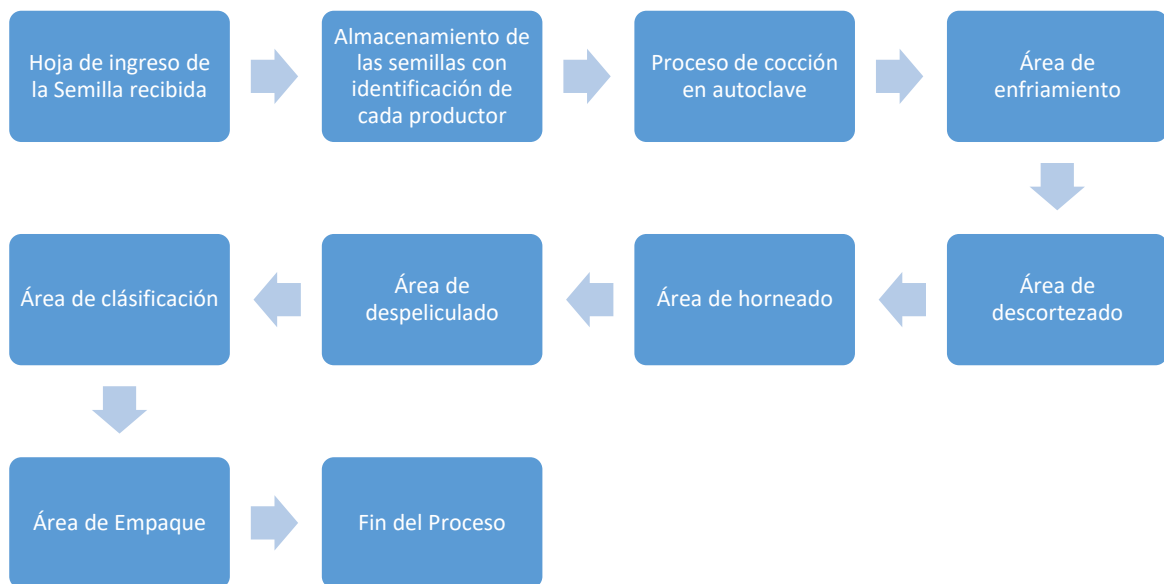 Hoja de ingreso de
la Semilla recibida
Almacenamiento de
las semillas con
identificación de
cada productor
Proceso de cocción
en autoclave
Área de
enfriamiento
Área de
descortezado
Área de horneado
Área de
despeliculado
Área de clásificación
Área de Empaque
Fin del Proceso